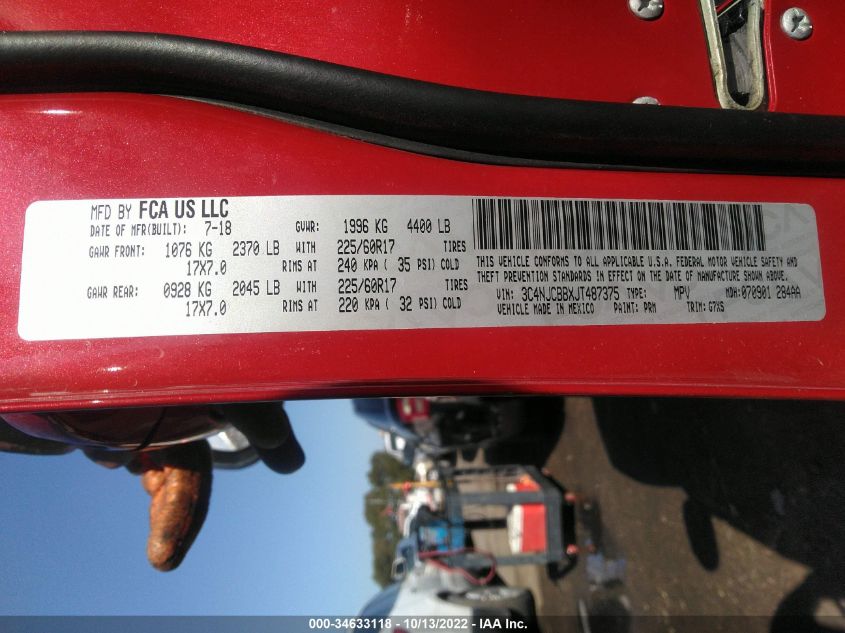 MFD BY FCA US LLC
DATE OF MFR(BUILT): 7-18 GVWR: 1996 KG 4400 LB
GAWR FRONT: 1076 KG 2370 LB WITH 225/60R17 TIRES
17X7.0 RIMS AT 240 KPA ( 35 PSI) COLD
GAWR REAR: 0928 KG 2045 LB WITH 225/60R17 TIRES
17X7.0 RIMS AT 220 KPA ( 32 PSI) COLD
THIS VEHICLE CONFORMS TO ALL APPLICABLE U.S.A. FEDERAL MOTOR VEHICLE SAFETY AND
THEFT PREVENTION STANDARDS IN EFFECT ON THE DATE OF MANUFACTURE SHOWN ABOVE.
VIN: 3C4NJCBBXJT487375 TYPE: MPV MDH: 070901 284AA
VEHICLE MADE IN MEXICO PAINT: PRM TRIM: G7XS
000-34633118 - 10/13/2022 - IAA Inc.